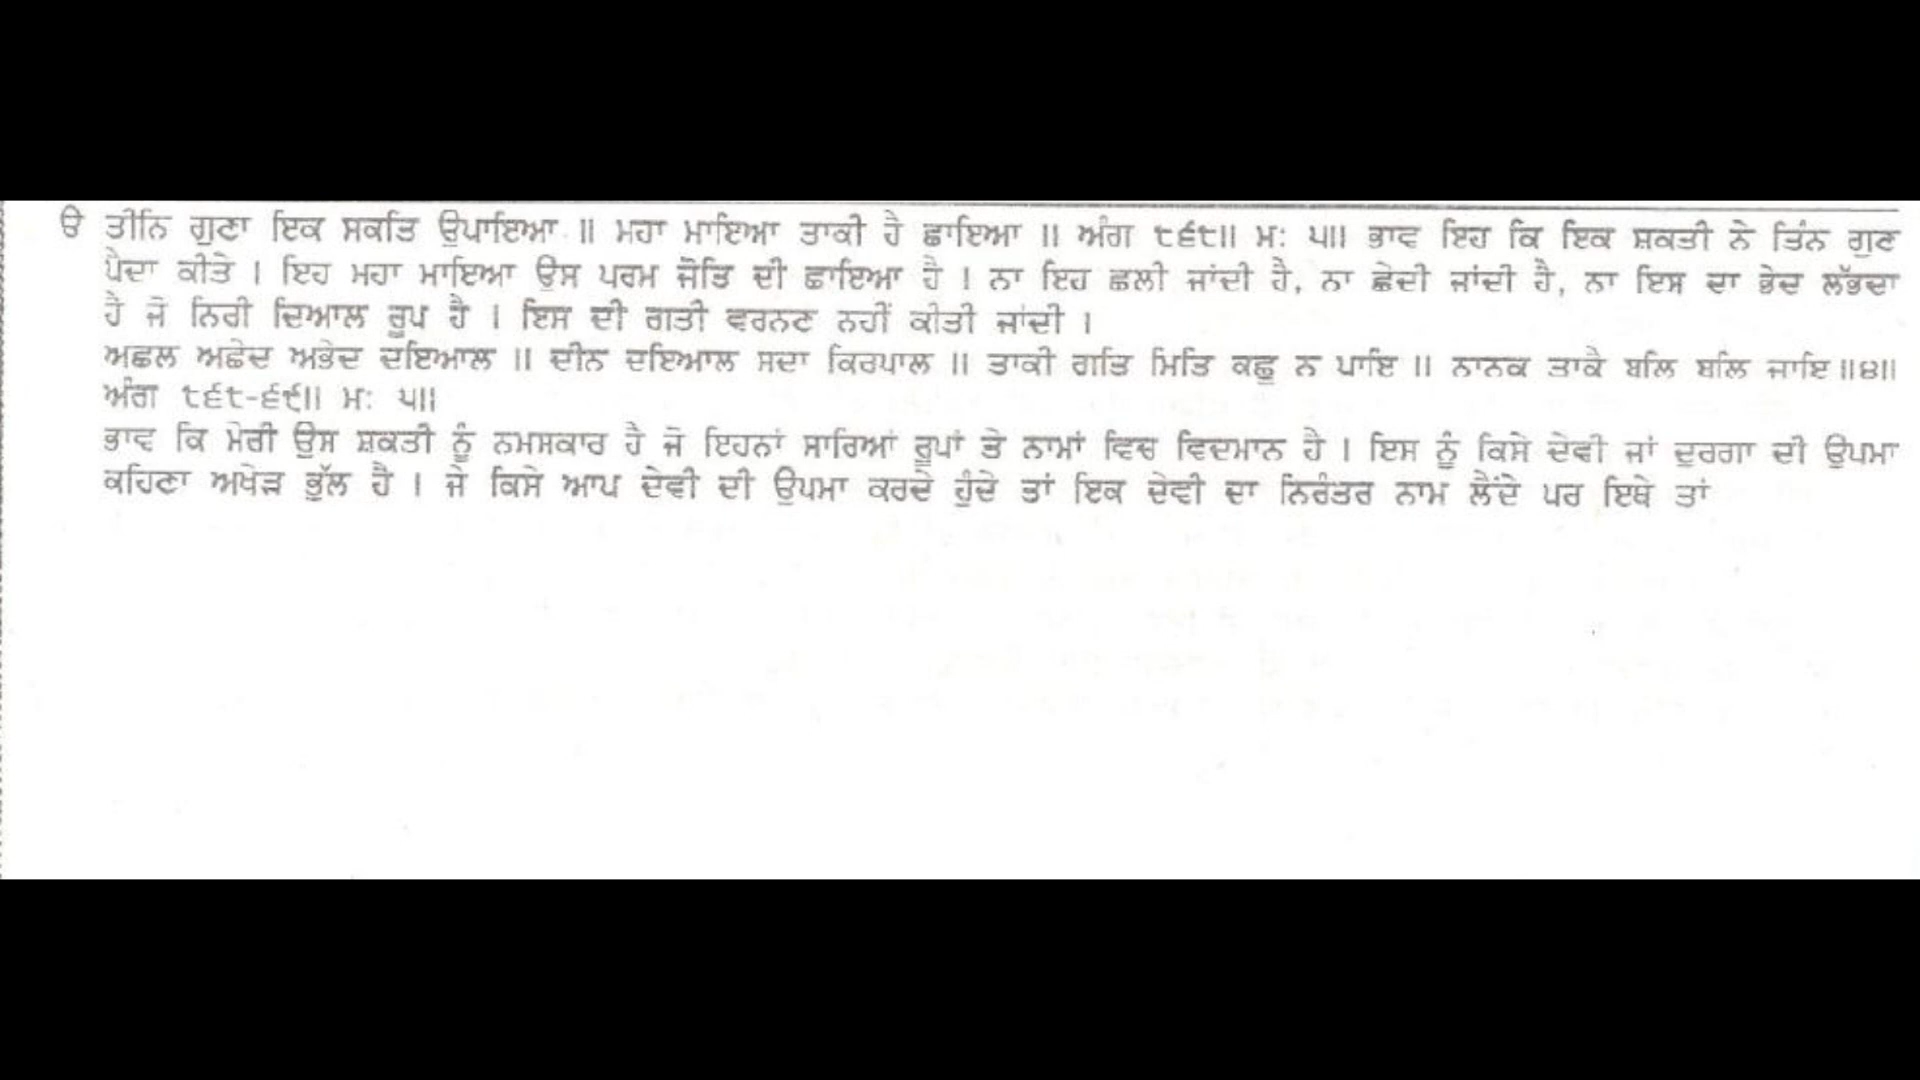 ੳ ਤੀਨਿ ਗੁਣਾ ਇਕ ਸਕਤਿ ਉਪਾਇਆ ॥ ਮਹਾ ਮਾਇਆ ਤਾਕੀ ਹੈ ਛਾਇਆ ॥ ਅੰਗ ੮੬੮॥ ਮ: ੫॥ ਭਾਵ ਇਹ ਕਿ ਇਕ ਸ਼ਕਤੀ ਨੇ ਤਿੰਨ ਗੁਣ
ਪੈਦਾ ਕੀਤੇ । ਇਹ ਮਹਾ ਮਾਇਆ ਉਸ ਪਰਮ ਜੋਤਿ ਦੀ ਛਾਇਆ ਹੈ । ਨਾ ਇਹ ਛਲੀ ਜਾਂਦੀ ਹੈ, ਨਾ ਛੇਦੀ ਜਾਂਦੀ ਹੈ, ਨਾ ਇਸ ਦਾ ਭੇਦ ਲੱਭਦਾ
ਹੈ ਜੋ ਨਿਰੀ ਦਿਆਲ ਰੂਪ ਹੈ । ਇਸ ਦੀ ਗਤੀ ਵਰਨਣ ਨਹੀਂ ਕੀਤੀ ਜਾਂਦੀ ।
ਅਛਲ ਅਛੇਦ ਅਭੇਦ ਦਇਆਲ ॥ ਦੀਨ ਦਇਆਲ ਸਦਾ ਕਿਰਪਾਲ ॥ ਤਾਕੀ ਗਤਿ ਮਿਤਿ ਕਛੂ ਨ ਪਾਇ ॥ ਨਾਨਕ ਤਾਕੈ ਬਲਿ ਬਲਿ ਜਾਇ ॥੪॥
ਅੰਗ ੮੬੮-੬੯॥ ਮ: ੫॥
ਭਾਵ ਕਿ ਮੇਰੀ ਉਸ ਸ਼ਕਤੀ ਨੂੰ ਨਮਸਕਾਰ ਹੈ ਜੋ ਇਹਨਾਂ ਸਾਰਿਆਂ ਰੂਪਾਂ ਤੇ ਨਾਮਾਂ ਵਿਚ ਵਿਦਮਾਨ ਹੈ । ਇਸ ਨੂੰ ਕਿਸੇ ਦੇਵੀ ਜਾਂ ਦੁਰਗਾ ਦੀ ਉਪਮਾ
ਕਹਿਣਾ ਅਖੇੜ ਭੁੱਲ ਹੈ । ਜੇ ਕਿਸੇ ਆਪ ਦੇਵੀ ਦੀ ਉਪਮਾ ਕਰਦੇ ਹੁੰਦੇ ਤਾਂ ਇਕ ਦੇਵੀ ਦਾ ਨਿਰੰਤਰ ਨਾਮ ਲੈਂਦੇ ਪਰ ਇਥੇ ਤਾਂ